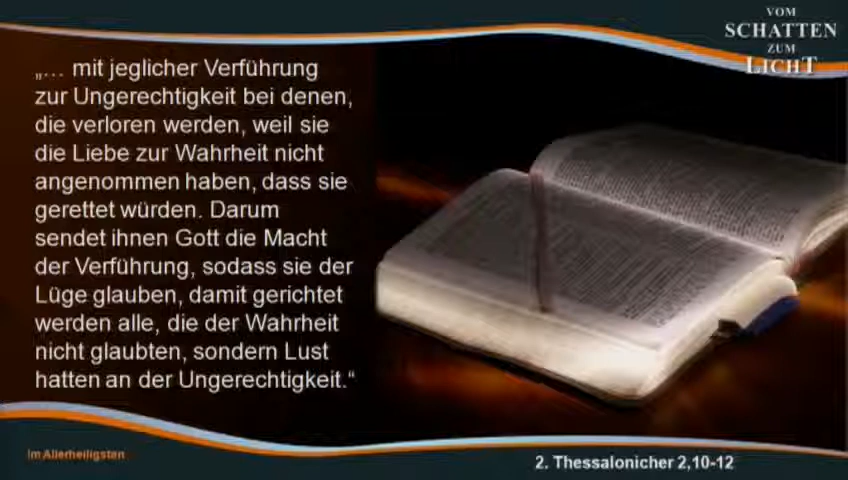 VOM
SCHATTEN
ZUM
LICHT
„… mit jeglicher Verführung
zur Ungerechtigkeit bei denen,
die verloren werden, weil sie
die Liebe zur Wahrheit nicht
angenommen haben, dass sie
gerettet würden. Darum
sendet ihnen Gott die Macht
der Verführung, sodass sie der
Lüge glauben, damit gerichtet
werden alle, die der Wahrheit
nicht glaubten, sondern Lust
hatten an der Ungerechtigkeit.“
Im Allerheiligsten
2. Thessalonicher 2,10-12